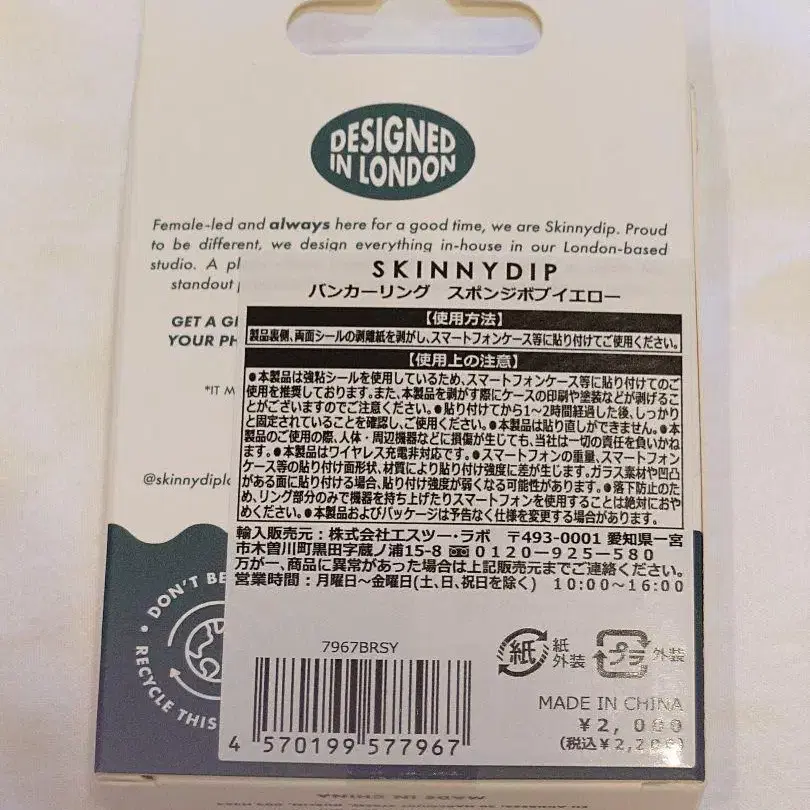 DESIGNED
IN LONDON
Female-led and always here for a good time, we are Skinnydip. Proud
to be different, we design everything in-house in our London-based
studio. A
standout
GET A
YOUR
*IT
@skinnydip
SKINNYDIP
バンカーリング スポンジボブイエロー
【使用方法】
製品裏側、両面シールの剥離紙を剥がし、スマートフォンケース等に貼り付けてご使用ください。
【使用上の注意】
●本製品は強粘シールを使用しているため、スマートフォンケース等に貼り付けてのご
使用を推奨しております。また、本製品を剥がす際にケースの印刷や塗装などが剥げるこ
とがございますのでご注意ください。●貼り付けてから1～2時間経過した後、しっかり
と固定されていることを確認し、ご使用ください。●本製品は貼り直しができません。●本
製品のご使用の際、人体・周辺機器などに損傷が生じても、当社は一切の責任を負いかね
ます。●本製品はワイヤレス充電非対応です。●スマートフォンの重量、スマートフォン
ケース等の貼り付け面形状、材質により貼り付け強度に差が生じます。ガラス素材や凹凸
がある面に貼り付ける場合、貼り付け強度が弱くなる可能性があります。●落下防止のた
め、リング部分のみで機器を持ち上げたりスマートフォンを使用することは絶対におや
めください。●本製品およびパッケージは予告なく仕様を変更する場合があります。
輸入販売元：株式会社エスツー・ラボ 〒493-0001 愛知県一宮
市木曽川町黒田字蔵ノ浦15-8 0120-925-580
万が一、商品に異常があった場合は上記販売元までご連絡ください。
営業時間：月曜日～金曜日(土、日、祝日を除く) 10:00～16:00
DON'T BE
RECYCLE THIS
7967BRSY
紙
紙
外装
プラ
外装
4 570199 577967
MADE IN CHINA
¥2,000
(税込¥2,200)
MADE IN CHINA